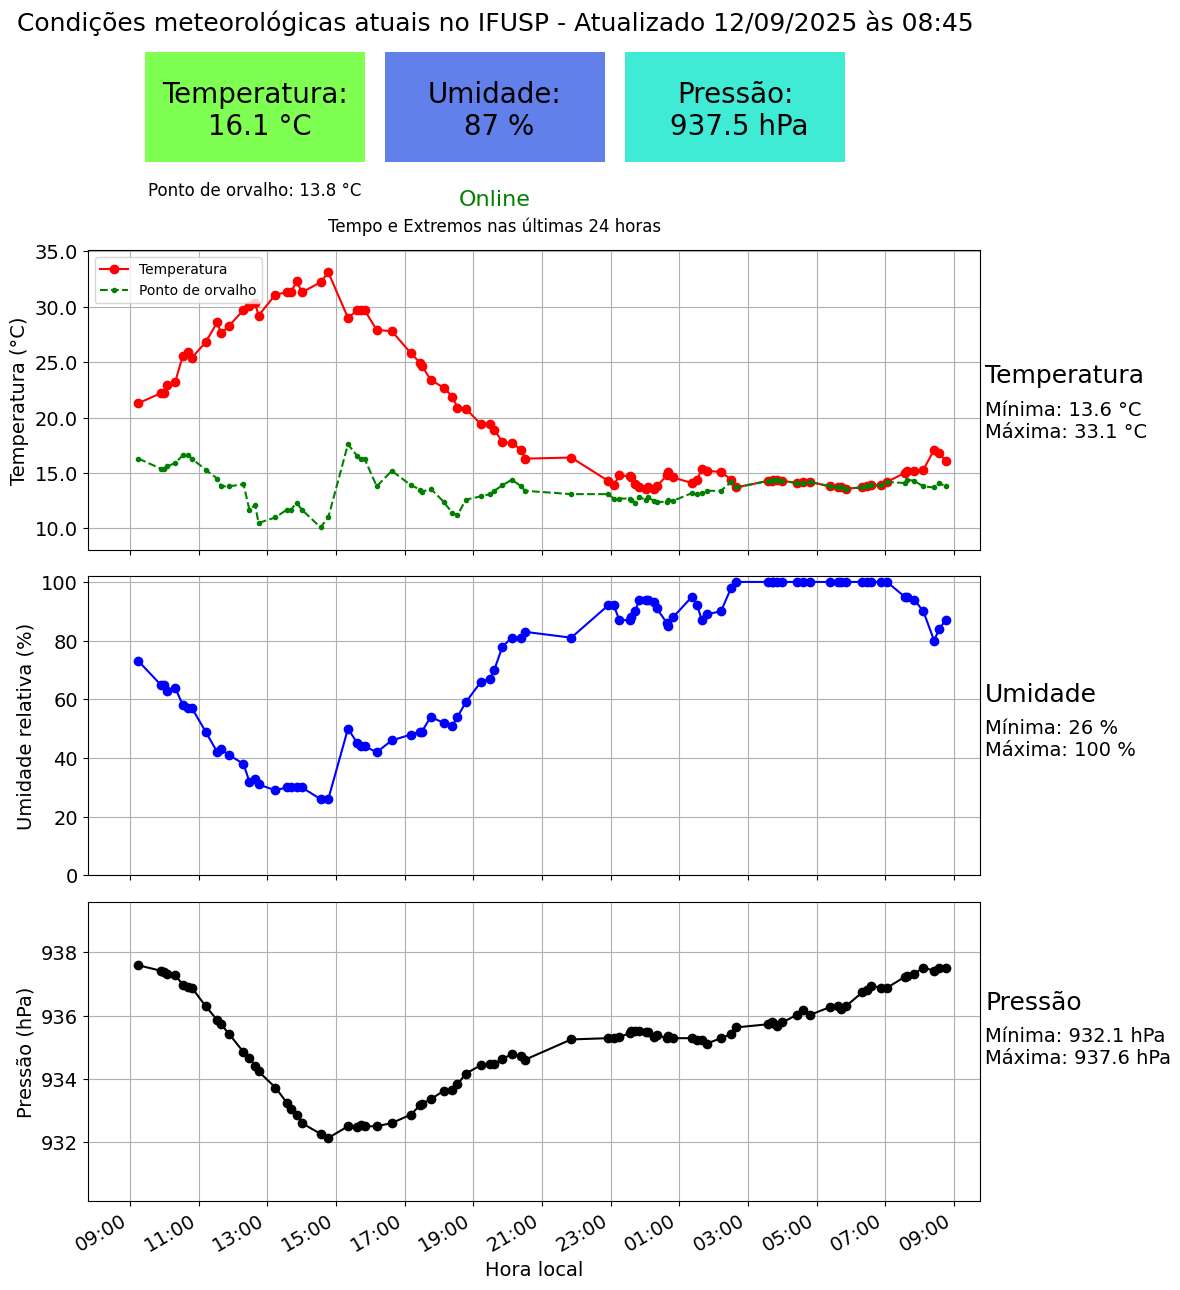 Condições meteorológicas atuais no IFUSP - Atualizado 12/09/2025 às 08:45
Temperatura:
16.1 °C
Umidade:
87 %
Pressão:
937.5 hPa
Ponto de orvalho: 13.8 °C
Online
Tempo e Extremos nas últimas 24 horas
Temperatura (°C)
35.0
30.0
25.0
20.0
15.0
10.0
Temperatura
Ponto de orvalho
Temperatura
Mínima: 13.6 °C
Máxima: 33.1 °C
Umidade relativa (%)
100
80
60
40
20
0
Umidade
Mínima: 26 %
Máxima: 100 %
Pressão (hPa)
938
936
934
932
Pressão
Mínima: 932.1 hPa
Máxima: 937.6 hPa
09:00
11:00
13:00
15:00
17:00
19:00
21:00
23:00
01:00
03:00
05:00
07:00
09:00
Hora local